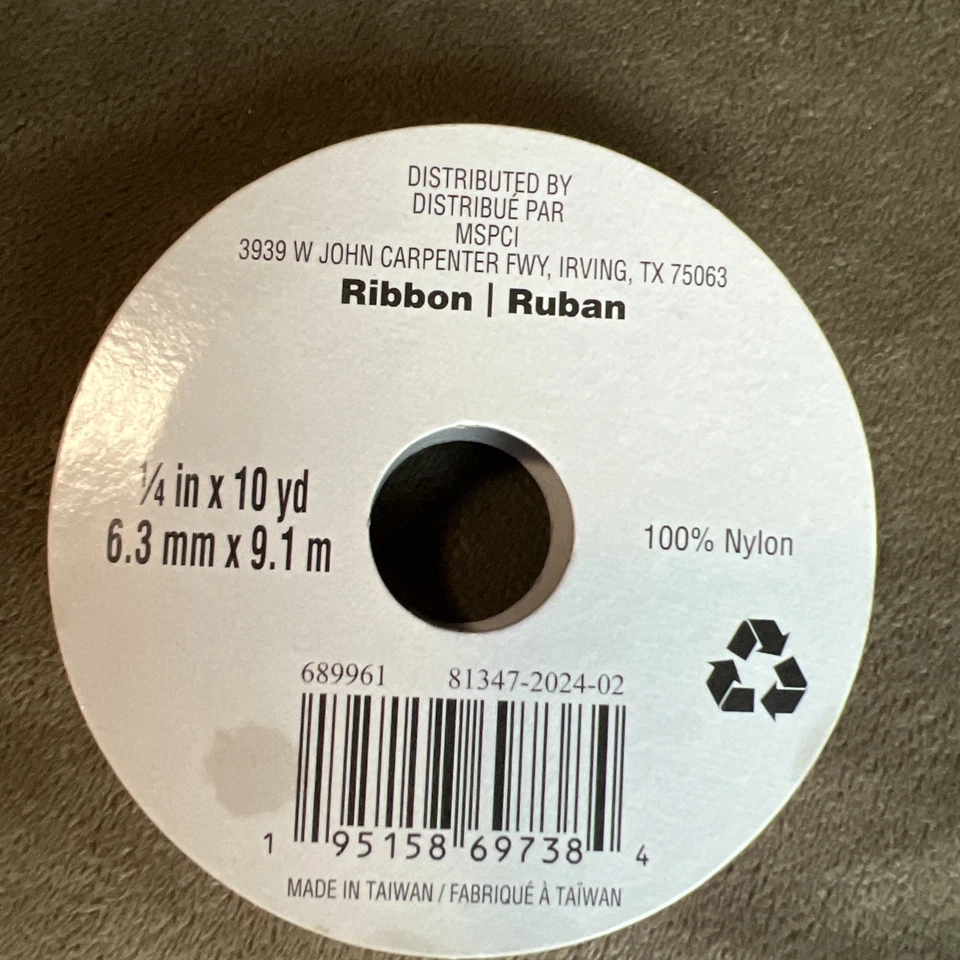 DISTRIBUTED BY
DISTRIBUÉ PAR
MSPCI
3939 W JOHN CARPENTER FWY, IRVING, TX 75063
Ribbon | Ruban
¼ in x 10 yd
6.3 mm x 9.1 m
100% Nylon
689961 81347-2024-02
1 95158 69738 4
MADE IN TAIWAN / FABRIQUÉ À TAÏWAN